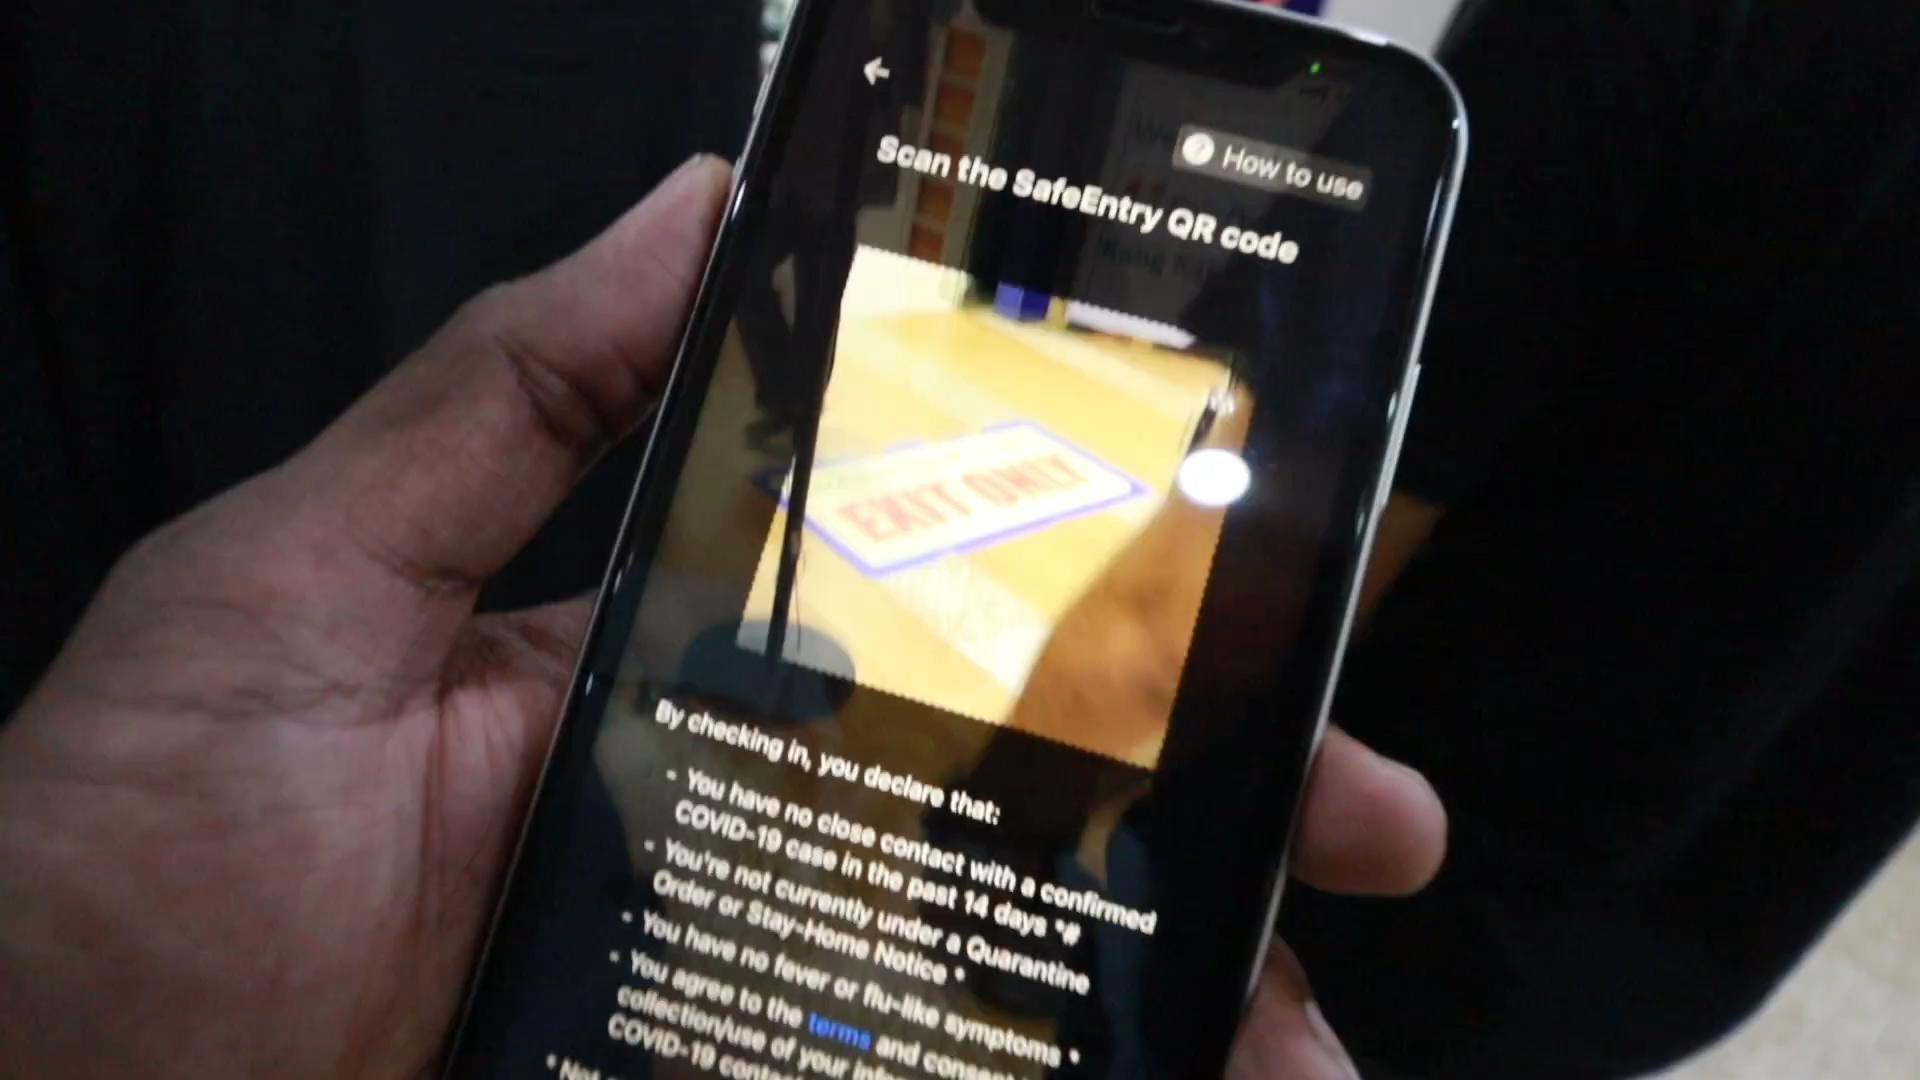 How to use
Scan the SafeEntry QR code
EXIT ONLY
By checking in, you declare that:
- You have no close contact with a confirmed
COVID-19 case in the past 14 days *#
- You're not currently under a Quarantine
Order or Stay-Home Notice *
- You have no fever or flu-like symptoms *
- You agree to the terms and consent
collection/use of your
COVID-19